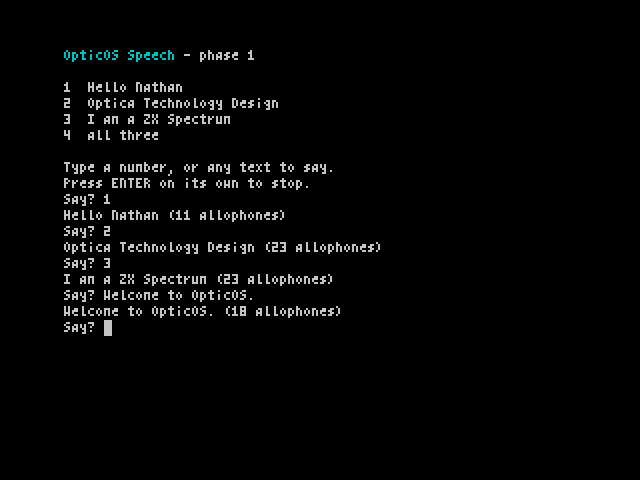 OpticOS Speech - phase 1
1 Hello Nathan
2 Optica Technology Design
3 I am a ZX Spectrum
4 all three
Type a number, or any text to say.
Press ENTER on its own to stop.
Say? 1
Hello Nathan (11 allophones)
Say? 2
Optica Technology Design (23 allophones)
Say? 3
I am a ZX Spectrum (23 allophones)
Say? Welcome to OpticOS.
Welcome to OpticOS. (18 allophones)
Say?